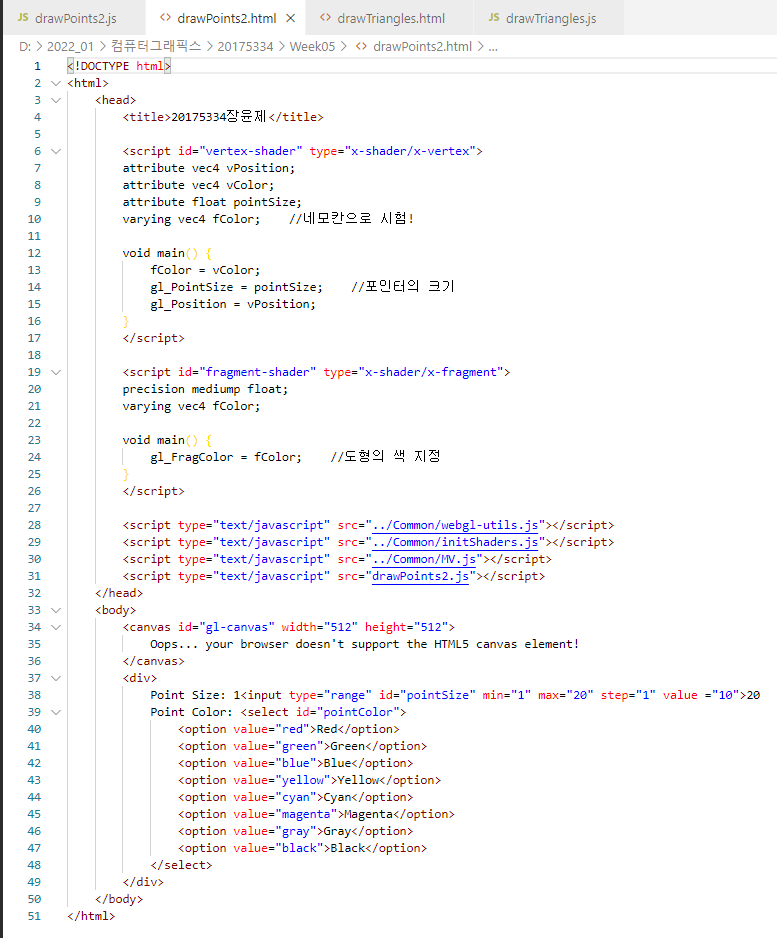 JS drawPoints2.js <> drawPoints2.html × <> drawTriangles.html JS drawTriangles.js
D: > 2022_01 > 컴퓨터그래픽스 > 20175334 > Week05 > <> drawPoints2.html > ...
1 <!DOCTYPE html>
2 <html>
3 <head>
4 <title>20175334장윤제</title>
5
6 <script id="vertex-shader" type="x-shader/x-vertex">
7 attribute vec4 vPosition;
8 attribute vec4 vColor;
9 attribute float pointSize;
10 varying vec4 fColor; //네모칸으로 시험!
11
12 void main() {
13 fColor = vColor;
14 gl_PointSize = pointSize; //포인터의 크기
15 gl_Position = vPosition;
16 }
17 </script>
18
19 <script id="fragment-shader" type="x-shader/x-fragment">
20 precision mediump float;
21 varying vec4 fColor;
22
23 void main() {
24 gl_FragColor = fColor; //도형의 색 지정
25 }
26 </script>
27
28 <script type="text/javascript" src="../Common/webgl-utils.js"></script>
29 <script type="text/javascript" src="../Common/initShaders.js"></script>
30 <script type="text/javascript" src="../Common/MV.js"></script>
31 <script type="text/javascript" src="drawPoints2.js"></script>
32 </head>
33 <body>
34 <canvas id="gl-canvas" width="512" height="512">
35 Oops... your browser doesn't support the HTML5 canvas element!
36 </canvas>
37 <div>
38 Point Size: 1<input type="range" id="pointSize" min="1" max="20" step="1" value ="10">20
39 Point Color: <select id="pointColor">
40 <option value="red">Red</option>
41 <option value="green">Green</option>
42 <option value="blue">Blue</option>
43 <option value="yellow">Yellow</option>
44 <option value="cyan">Cyan</option>
45 <option value="magenta">Magenta</option>
46 <option value="gray">Gray</option>
47 <option value="black">Black</option>
48 </select>
49 </div>
50 </body>
51 </html>